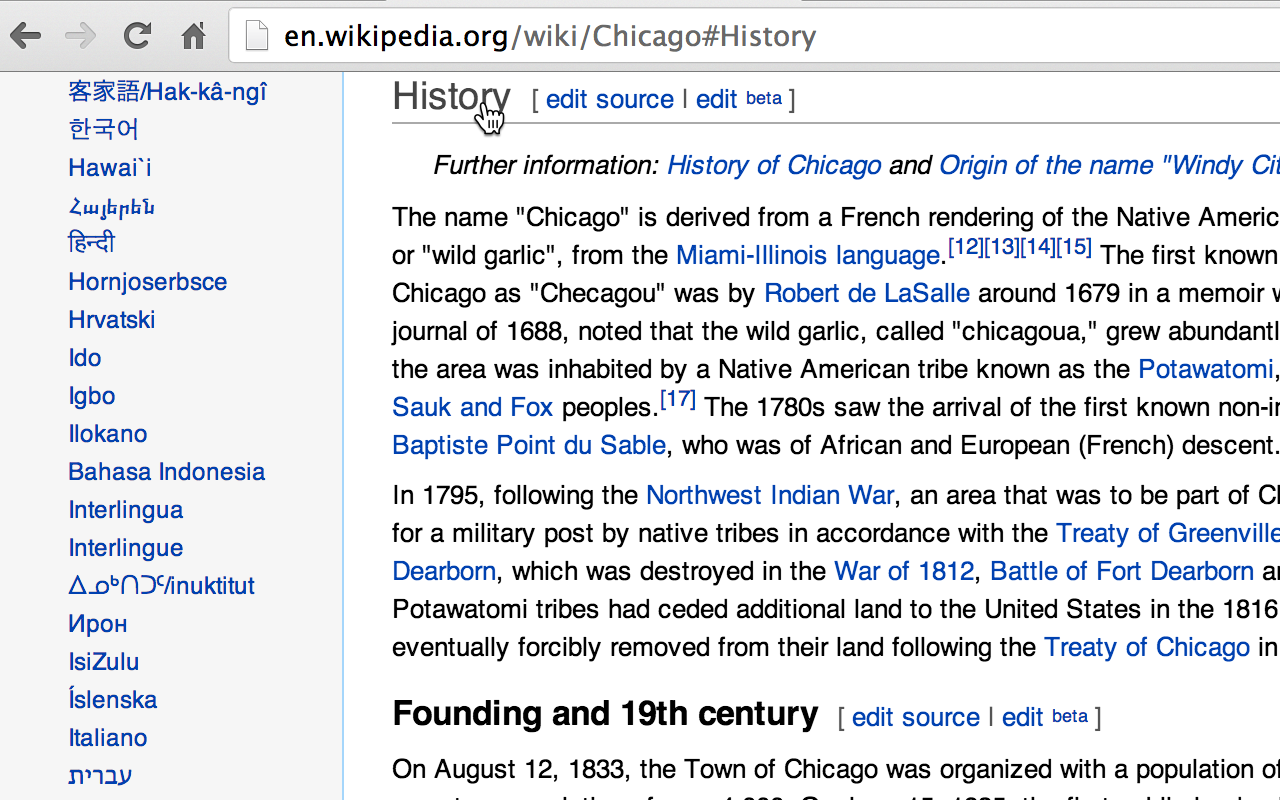 en.wikipedia.org/wiki/Chicago#History
客家語/Hak-kâ-ngî
한국어
Hawai`i
Հայերեն
हिन्दी
Hornjoserbsce
Hrvatski
Ido
Igbo
Ilokano
Bahasa Indonesia
Interlingua
Interlingue
ᐃᓄᒃᑎᑐᑦ/inuktitut
Ирон
IsiZulu
Íslenska
Italiano
עברית
History [ edit source | edit beta ]
Further information: History of Chicago and Origin of the name "Windy Cit
The name "Chicago" is derived from a French rendering of the Native Americ
or "wild garlic", from the Miami-Illinois language.[12][13][14][15] The first known
Chicago as "Checagou" was by Robert de LaSalle around 1679 in a memoir w
journal of 1688, noted that the wild garlic, called "chicagoua," grew abundantl
the area was inhabited by a Native American tribe known as the Potawatomi,
Sauk and Fox peoples.[17] The 1780s saw the arrival of the first known non-in
Baptiste Point du Sable, who was of African and European (French) descent.
In 1795, following the Northwest Indian War, an area that was to be part of Ch
for a military post by native tribes in accordance with the Treaty of Greenville
Dearborn, which was destroyed in the War of 1812, Battle of Fort Dearborn an
Potawatomi tribes had ceded additional land to the United States in the 1816
eventually forcibly removed from their land following the Treaty of Chicago in
Founding and 19th century [ edit source | edit beta ]
On August 12, 1833, the Town of Chicago was organized with a population of